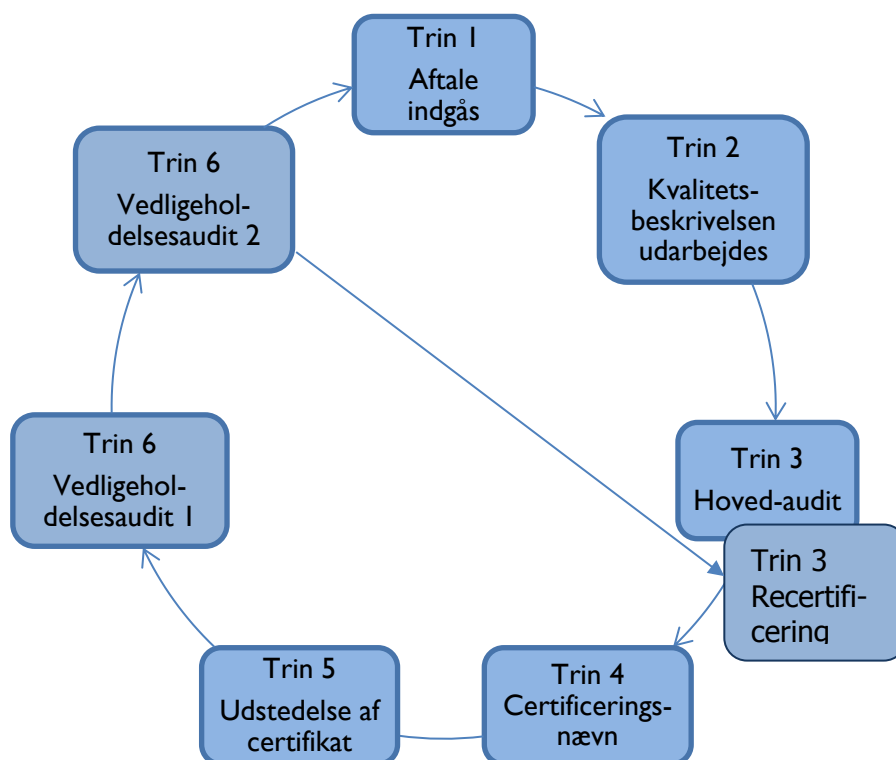 Trin 1
Aftale
indgås
Trin 2
Kvalitets-
beskrivelsen
udarbejdes
Trin 3
Hoved-audit
Trin 3
Recertifi-
cering
Trin 4
Certificerings-
nævn
Trin 5
Udstedelse af
certifikat
Trin 6
Vedligehol-
delsesaudit 1
Trin 6
Vedligehol-
delsesaudit 2